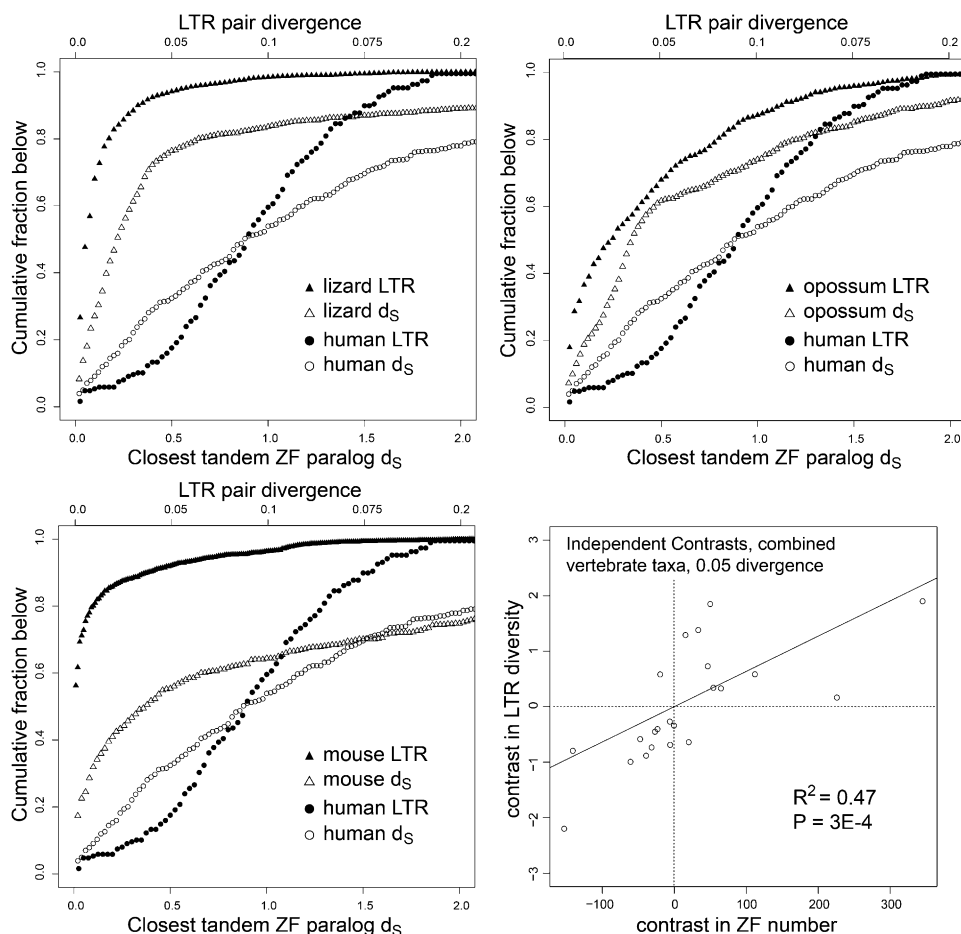 LTR pair divergence
0.0 0.05 0.1 0.075 0.2
Cumulative fraction below
1.0
0.8
0.6
0.4
0.2
0.0
lizard LTR
lizard dS
human LTR
human dS
0.0 0.5 1.0 1.5 2.0
Closest tandem ZF paralog dS
LTR pair divergence
0.0 0.05 0.1 0.075 0.2
Cumulative fraction below
1.0
0.8
0.6
0.4
0.2
0.0
opossum LTR
opossum dS
human LTR
human dS
0.0 0.5 1.0 1.5 2.0
Closest tandem ZF paralog dS
LTR pair divergence
0.0 0.05 0.1 0.075 0.2
Cumulative fraction below
1.0
0.8
0.6
0.4
0.2
0.0
mouse LTR
mouse dS
human LTR
human dS
0.0 0.5 1.0 1.5 2.0
Closest tandem ZF paralog dS
Independent Contrasts, combined
vertebrate taxa, 0.05 divergence
contrast in LTR diversity
3
2
1
0
-1
-2
-3
R2 = 0.47
P = 3E-4
−100 0 100 200 300
contrast in ZF number